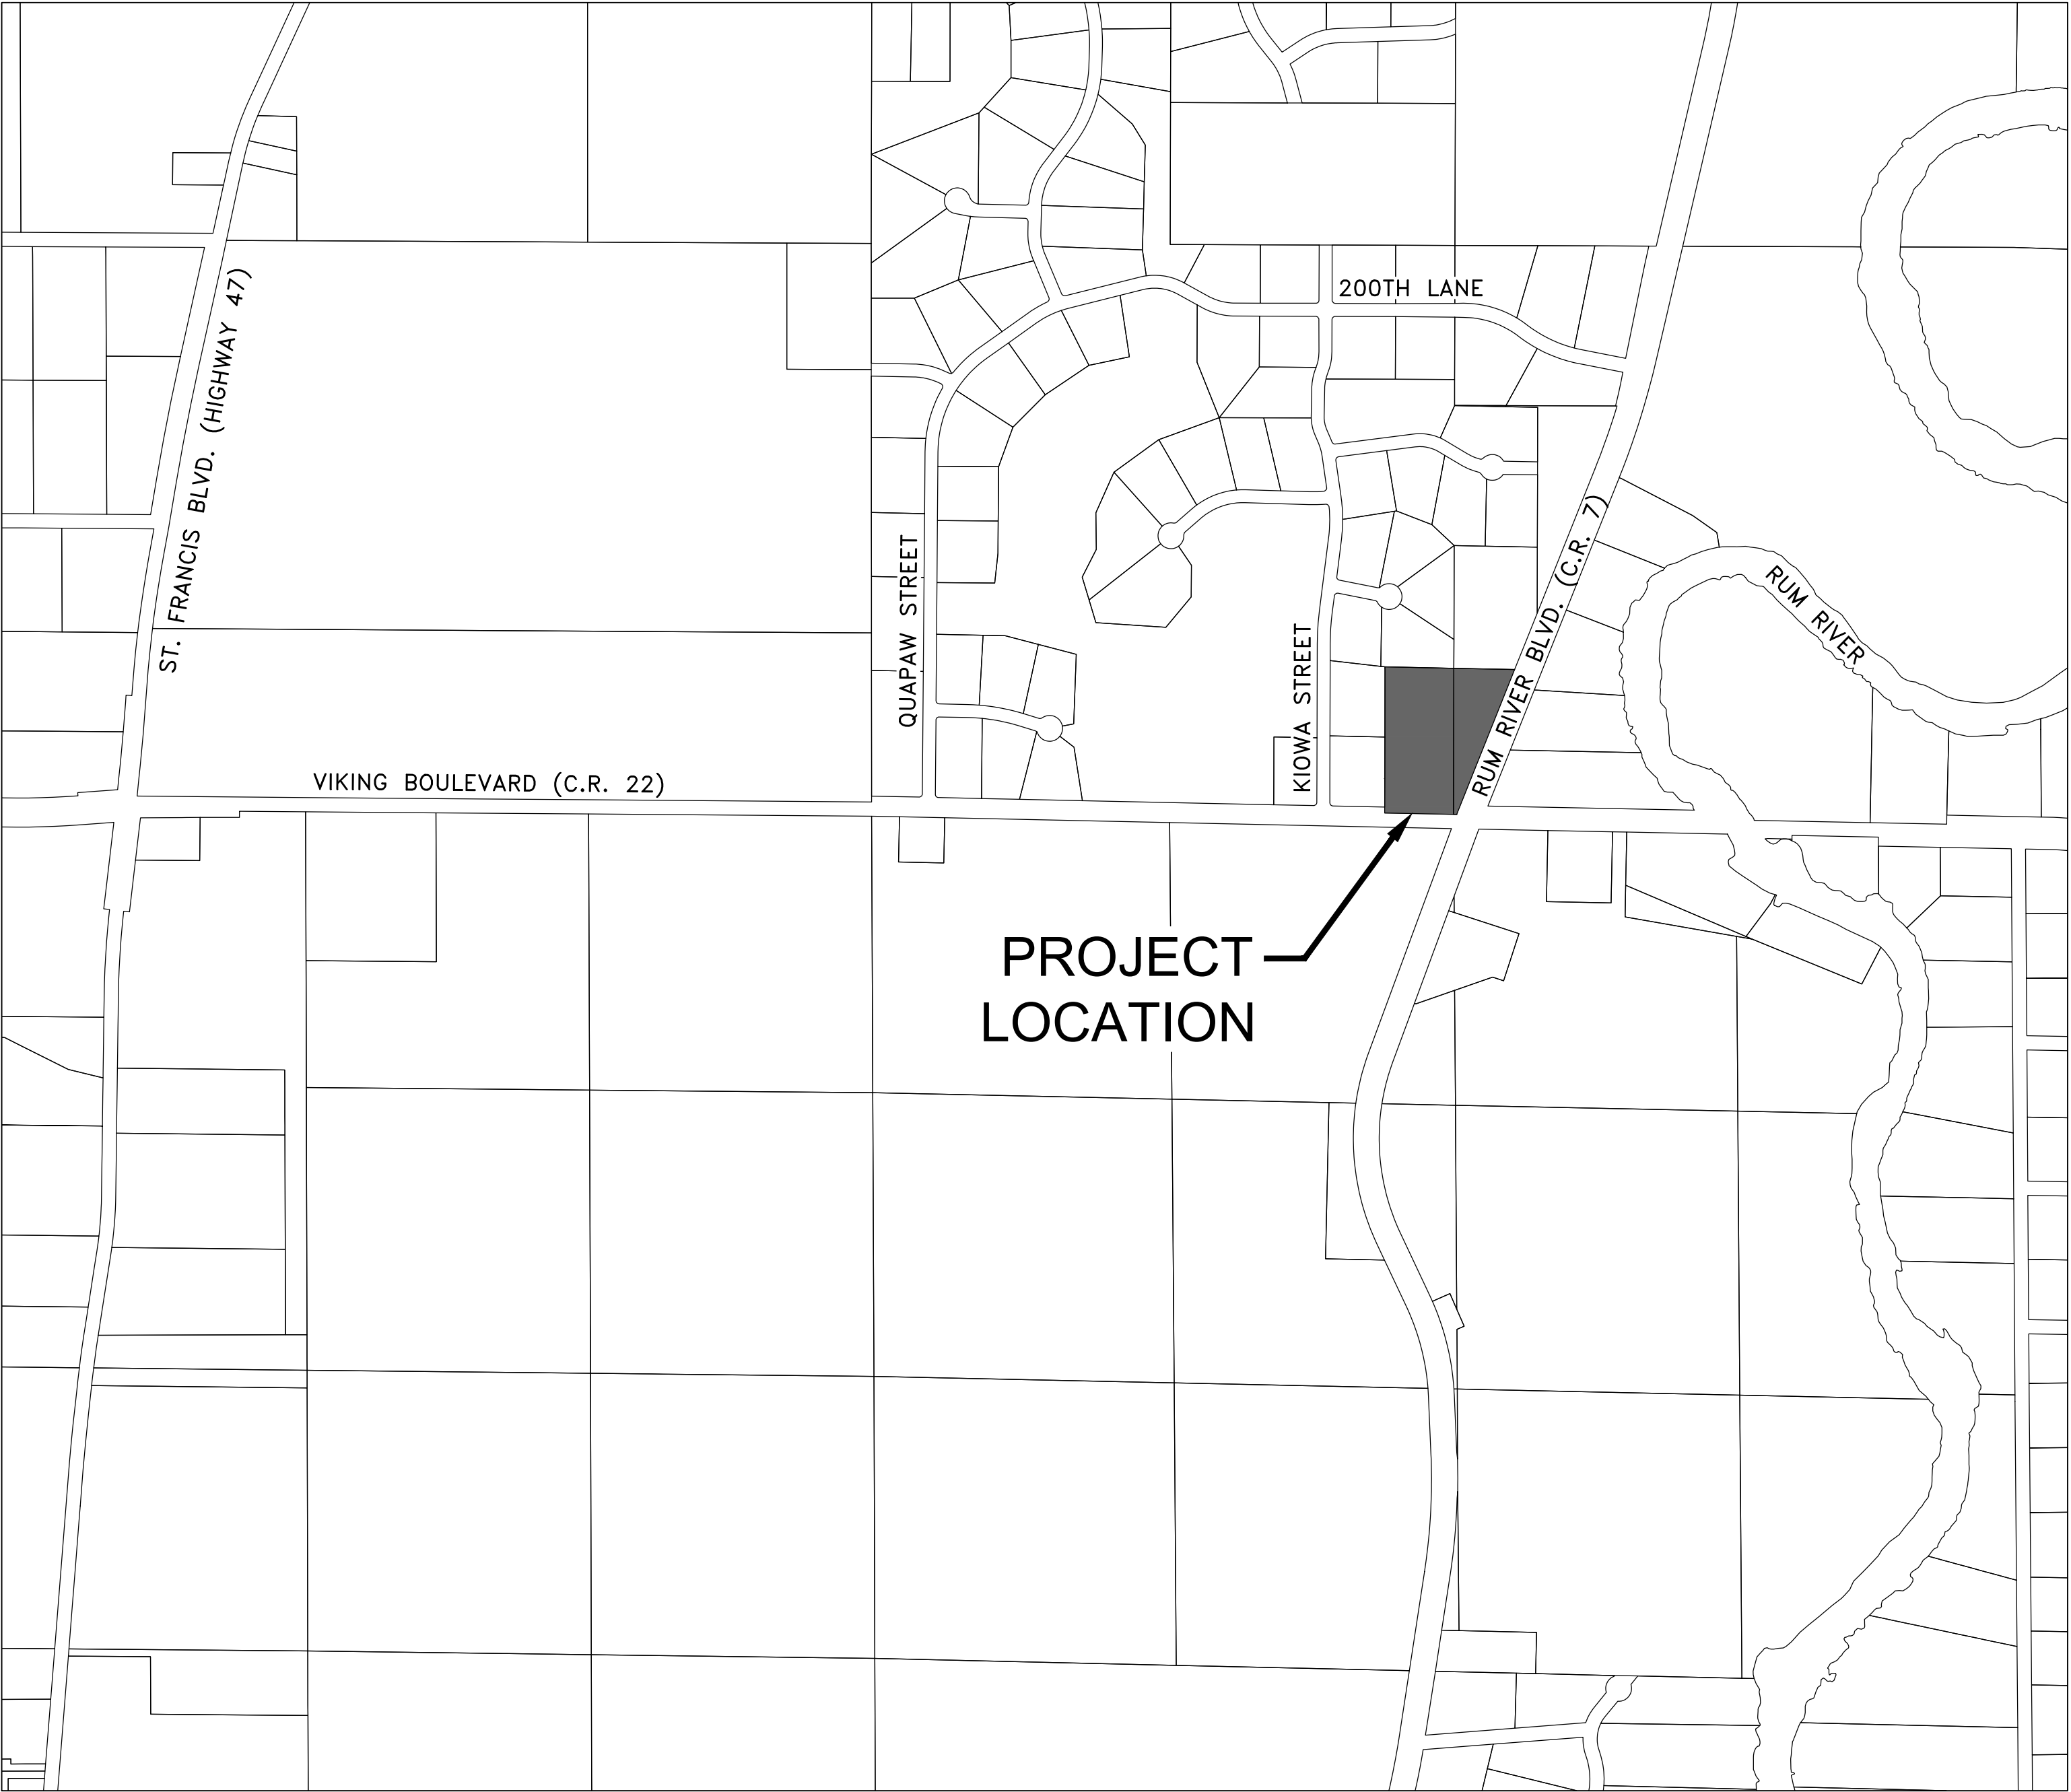 200TH LANE
ST. FRANCIS BLVD. (HIGHWAY 47)
QUAPAW STREET
KIOWA STREET
RUM RIVER BLVD. (C.R. 7)
RUM RIVER
VIKING BOULEVARD (C.R. 22)
PROJECT
LOCATION